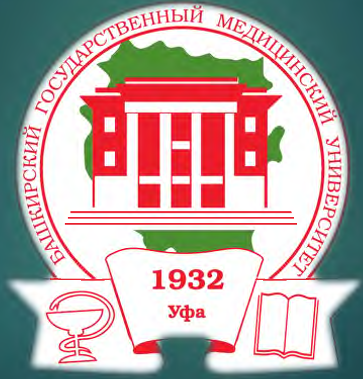 БАШКИРСКИЙ ГОСУДАРСТВЕННЫЙ МЕДИЦИНСКИЙ УНИВЕРСИТЕТ
1932
Уфа